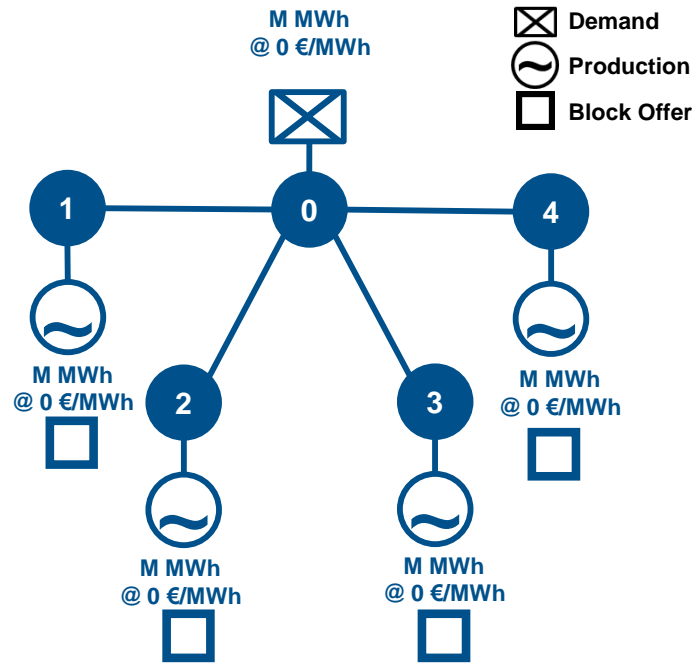 M MWh
@ 0 €/MWh
Demand
Production
Block Offer
1
0
4
M MWh
@ 0 €/MWh
2
3
M MWh
@ 0 €/MWh
M MWh
@ 0 €/MWh
M MWh
@ 0 €/MWh